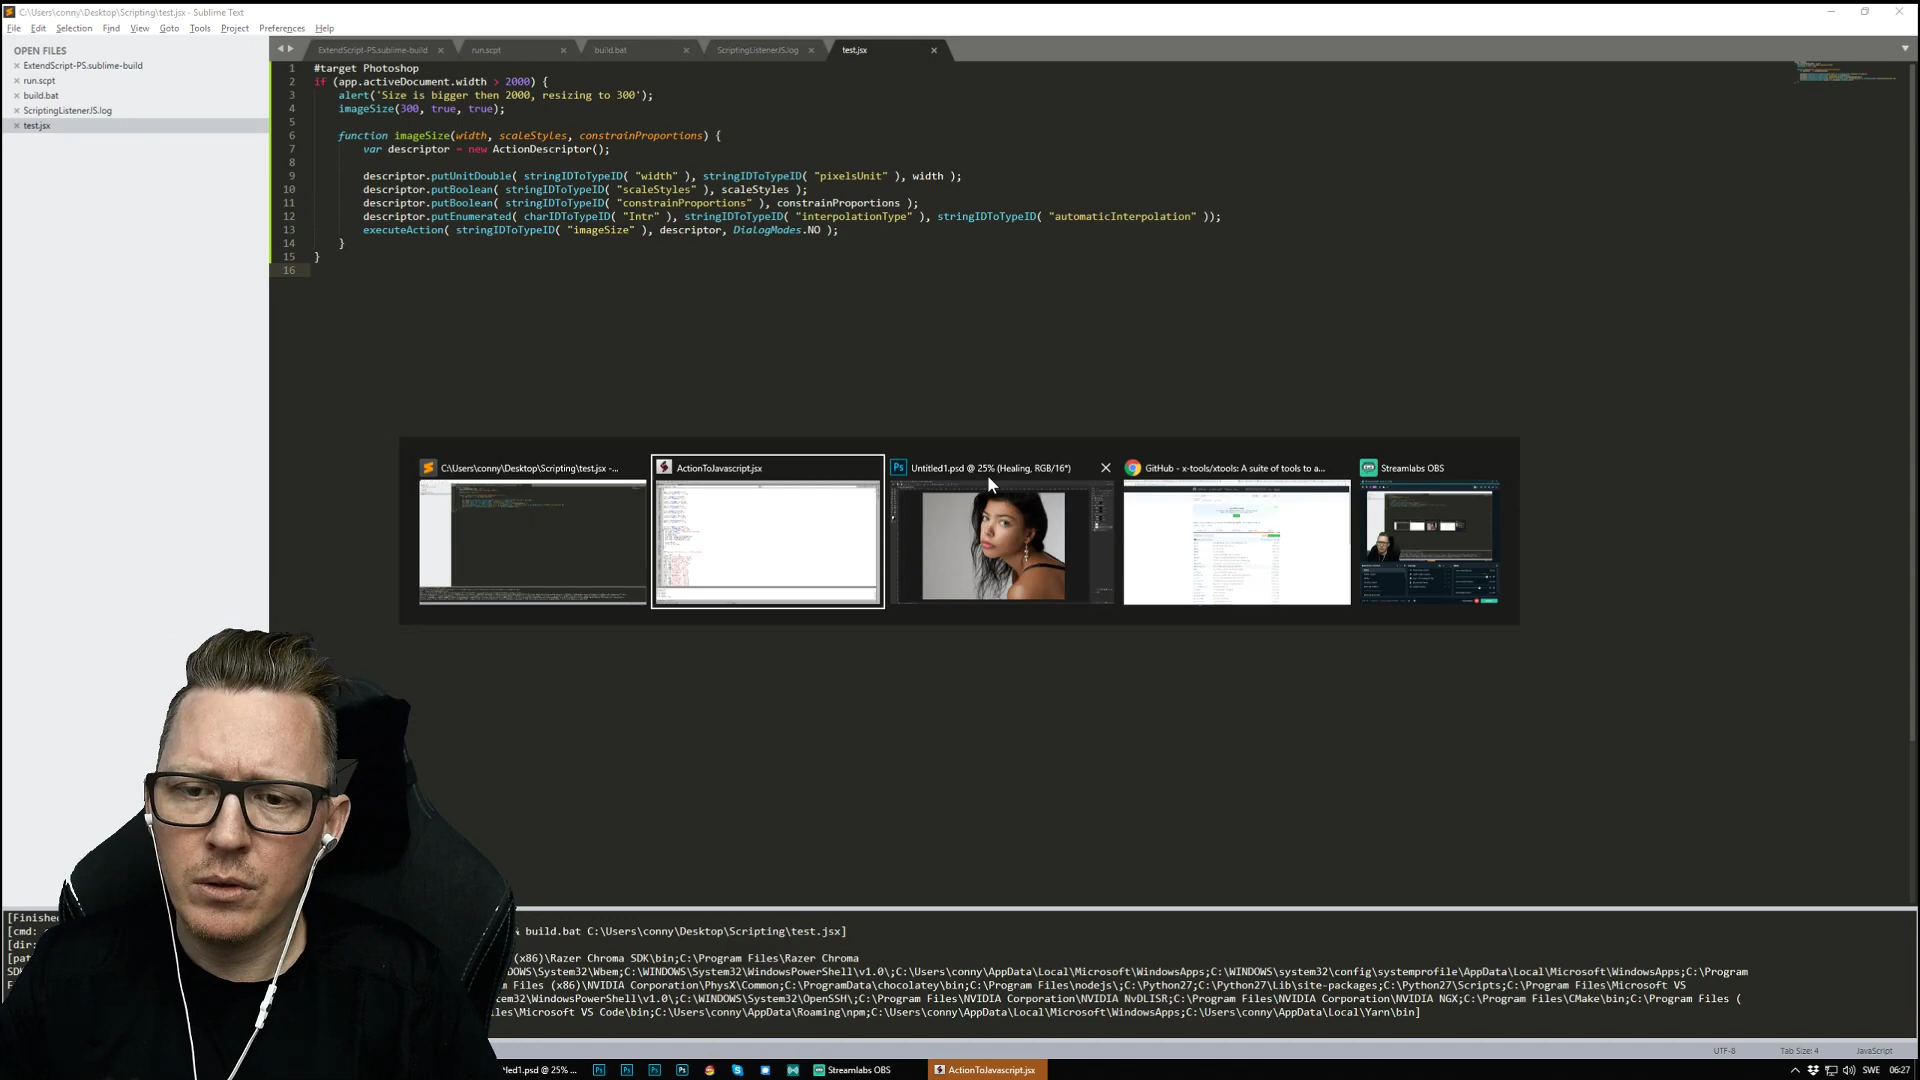 C:\Users\conny\Desktop\Scripting\test.jsx - Sublime Text
File Edit Selection Find View Goto Tools Project Preferences Help
OPEN FILES
ExtendScript-PS.sublime-build
run.scpt
build.bat
ScriptingListenerJS.log
test.jsx
ExtendScript-PS.sublime-build run.scpt build.bat ScriptingListenerJS.log test.jsx
1 #target Photoshop
2 if (app.activeDocument.width > 2000) {
3 alert('Size is bigger then 2000, resizing to 300');
4 imageSize(300, true, true);
5
6 function imageSize(width, scaleStyles, constrainProportions) {
7 var descriptor = new ActionDescriptor();
8
9 descriptor.putUnitDouble( stringIDToTypeID( "width" ), stringIDToTypeID( "pixelsUnit" ), width );
10 descriptor.putBoolean( stringIDToTypeID( "scaleStyles" ), scaleStyles );
11 descriptor.putBoolean( stringIDToTypeID( "constrainProportions" ), constrainProportions );
12 descriptor.putEnumerated( charIDToTypeID( "Intr" ), stringIDToTypeID( "interpolationType" ), stringIDToTypeID( "automaticInterpolation" ));
13 executeAction( stringIDToTypeID( "imageSize" ), descriptor, DialogModes.NO );
14 }
15 }
16
C:\Users\conny\Desktop\Scripting\test.jsx -...
ActionToJavascript.jsx
Ps Untitled1.psd @ 25% (Healing, RGB/16*)
GitHub - x-tools/xtools: A suite of tools to a...
Streamlabs OBS
[Finished
[cmd: build.bat C:\Users\conny\Desktop\Scripting\test.jsx]
[dir:
[pat (x86)\Razer Chroma SDK\bin;C:\Program Files\Razer Chroma
SD OWS\System32\Wbem;C:\WINDOWS\System32\WindowsPowerShell\v1.0\;C:\Users\conny\AppData\Local\Microsoft\WindowsApps;C:\WINDOWS\system32\config\systemprofile\AppData\Local\Microsoft\WindowsApps;C:\Program
m Files (x86)\NVIDIA Corporation\PhysX\Common;C:\ProgramData\chocolatey\bin;C:\Program Files\nodejs\;C:\Python27;C:\Python27\Lib\site-packages;C:\Python27\Scripts;C:\Program Files\Microsoft VS
stem32\WindowsPowerShell\v1.0\;C:\WINDOWS\System32\OpenSSH\;C:\Program Files\NVIDIA Corporation\NVIDIA NvDLISR;C:\Program Files\NVIDIA Corporation\NVIDIA NGX;C:\Program Files\CMake\bin;C:\Program Files (
les\Microsoft VS Code\bin;C:\Users\conny\AppData\Roaming\npm;C:\Users\conny\AppData\Local\Microsoft\WindowsApps;C:\Users\conny\AppData\Local\Yarn\bin]
UTF-8 Tab Size: 4 JavaScript
tled1.psd @ 25% ... Ps Ps Ps Ps Streamlabs OBS ActionToJavascript.jsx SWE 06:27